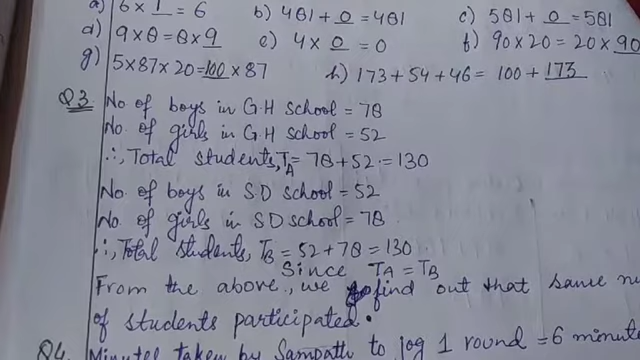 a) 6 × 1 = 6 b) 481 + 0 = 481 c) 581 + 0 = 581
d) 9 × 8 = 8 × 9 e) 4 × 0 = 0 f) 90 × 20 = 20 × 90
g) 5 × 87 × 20 = 100 × 87 h) 173 + 54 + 46 = 100 + 173
Q3 No of boys in G.H School = 78
No. of girls in G.H School = 52
∴, Total students, TA = 78 + 52 = 130
No. of boys in S D School = 52
No. of girls in S D school = 78
∴, Total students, TB = 52 + 78 = 130
Since TA = TB
From the above, we find out that same
of students participated.
Q4. Minutes taken by Sampath to jog 1 round = 6